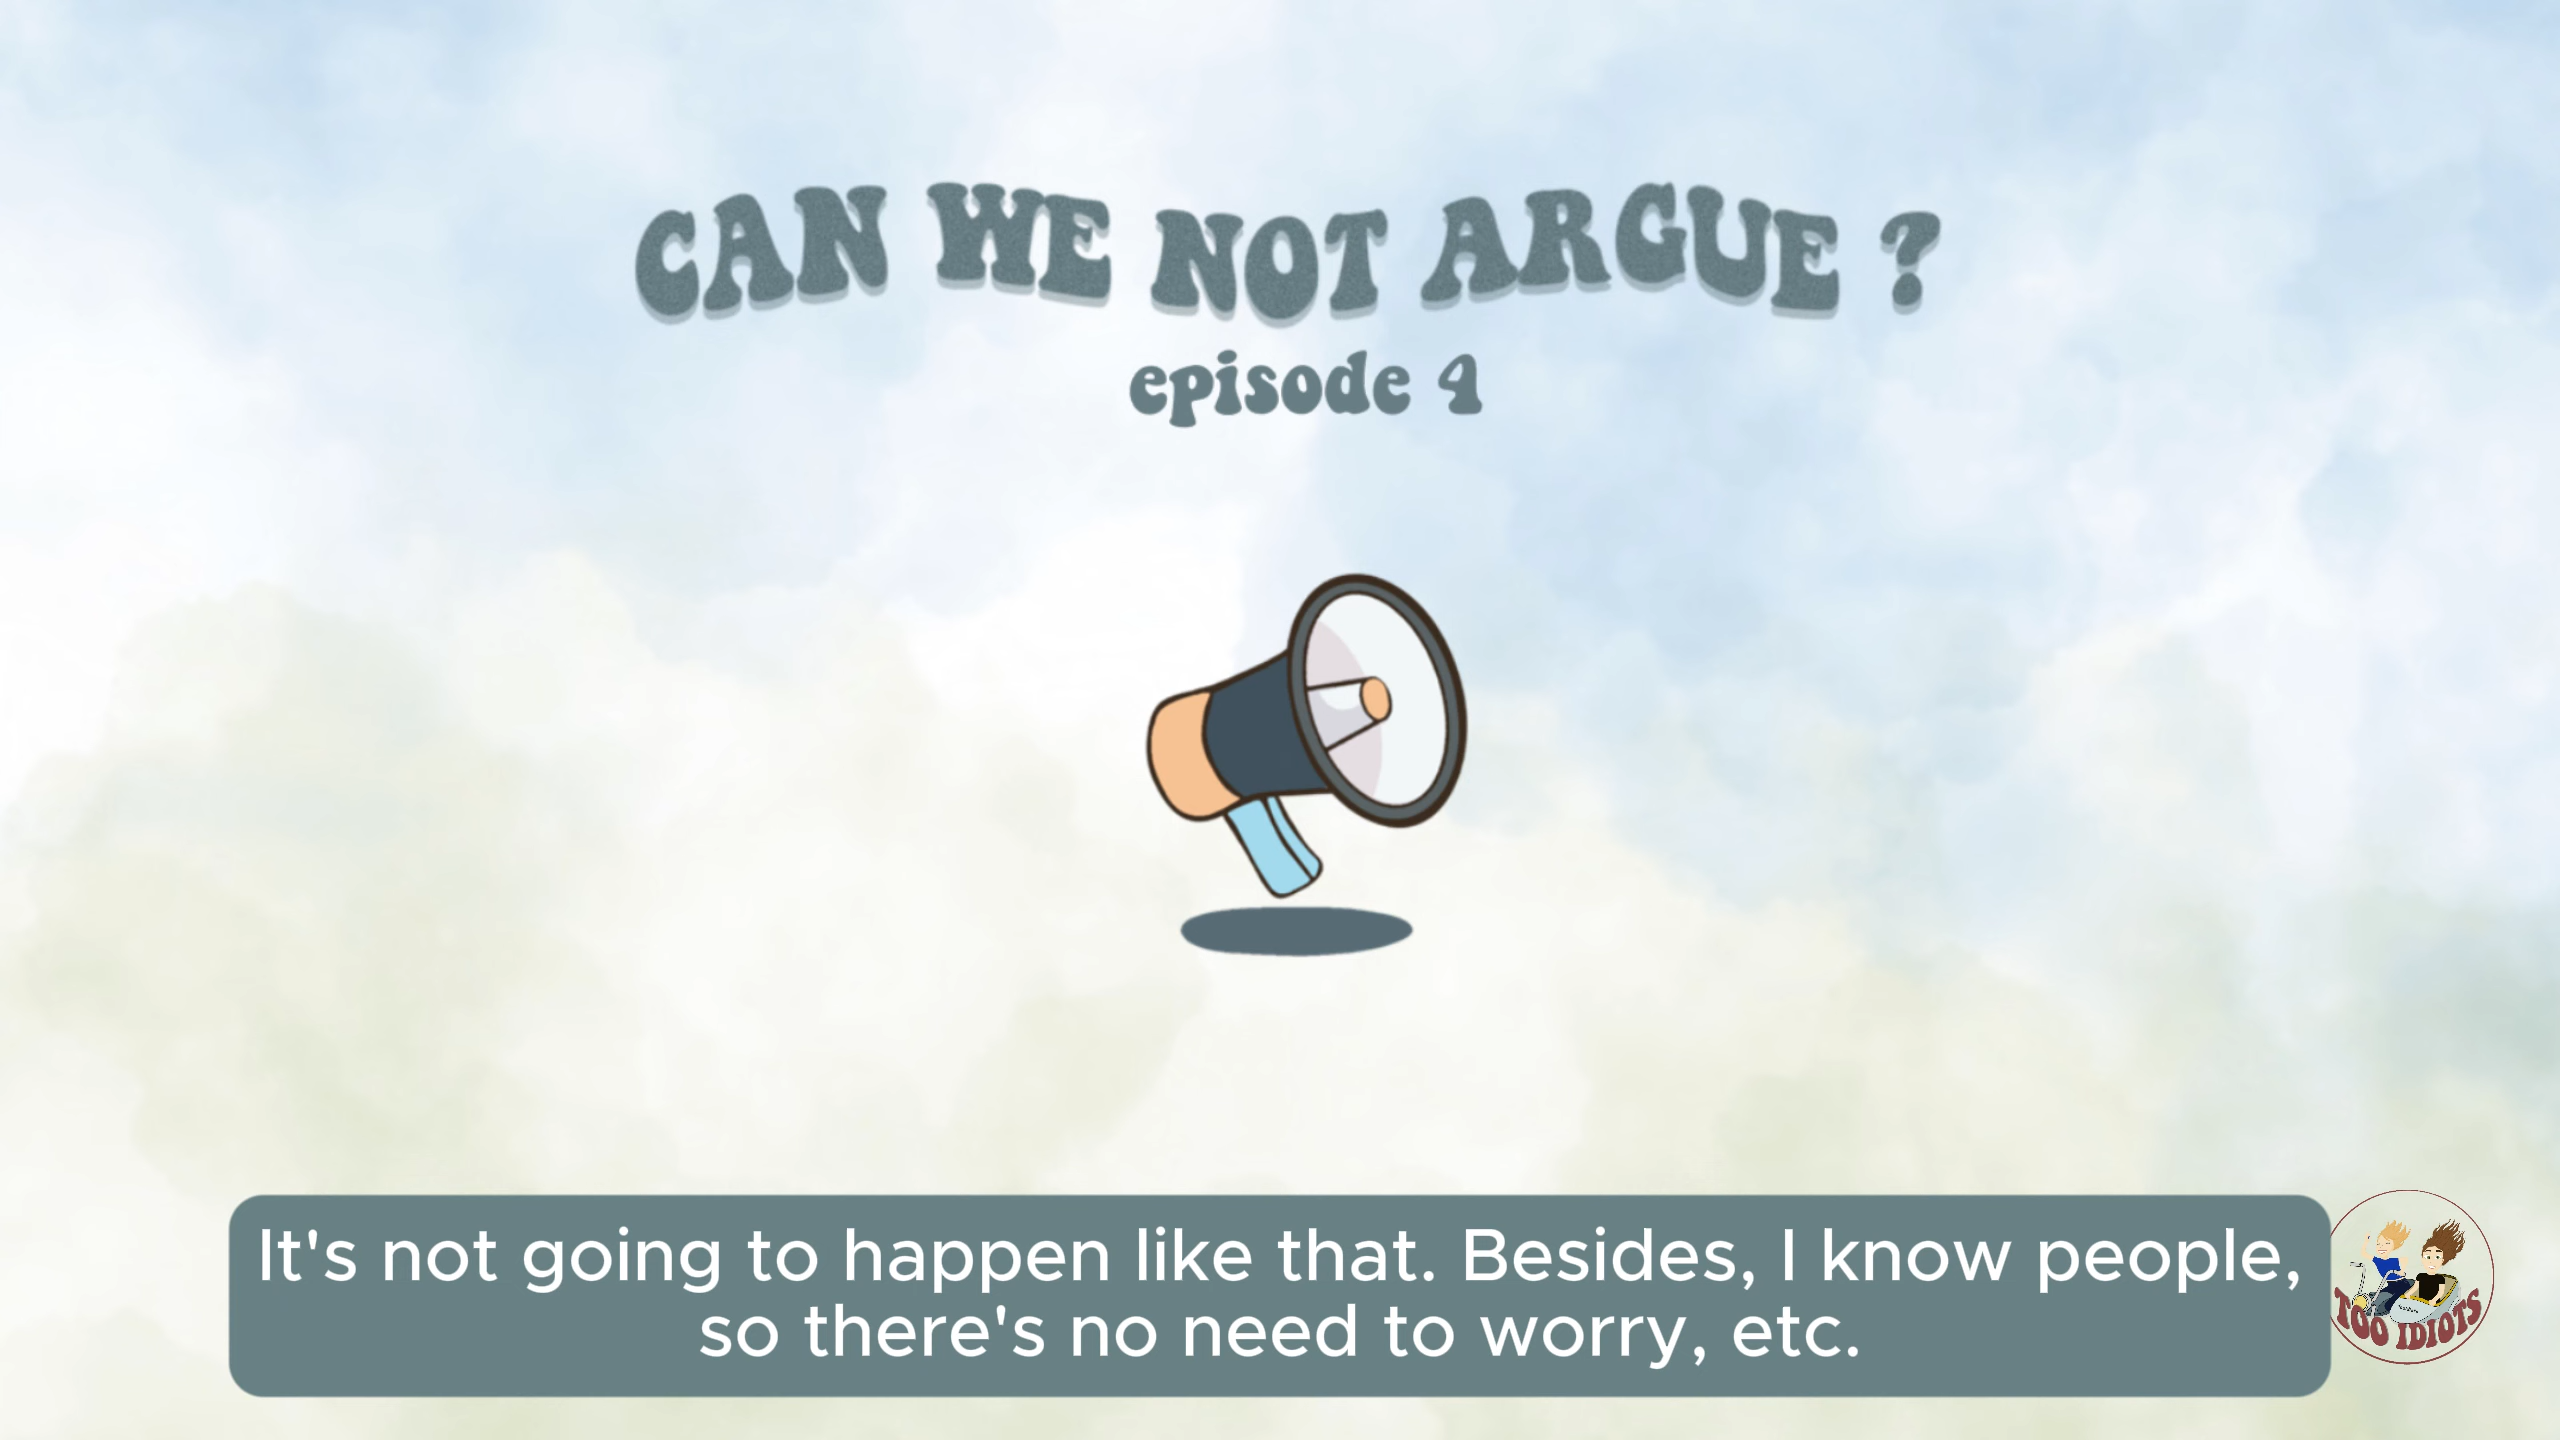 CAN WE NOT ARGUE ?
episode 4
It's not going to happen like that. Besides, I know people,
so there's no need to worry, etc.
TOO IDIOTS